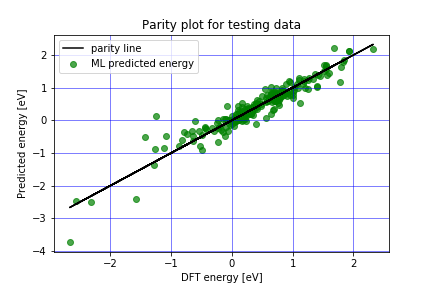 Parity plot for testing data
parity line
ML predicted energy
Predicted energy [eV]
2
1
0
−1
−2
−3
−4
−2
−1
0
1
2
DFT energy [eV]